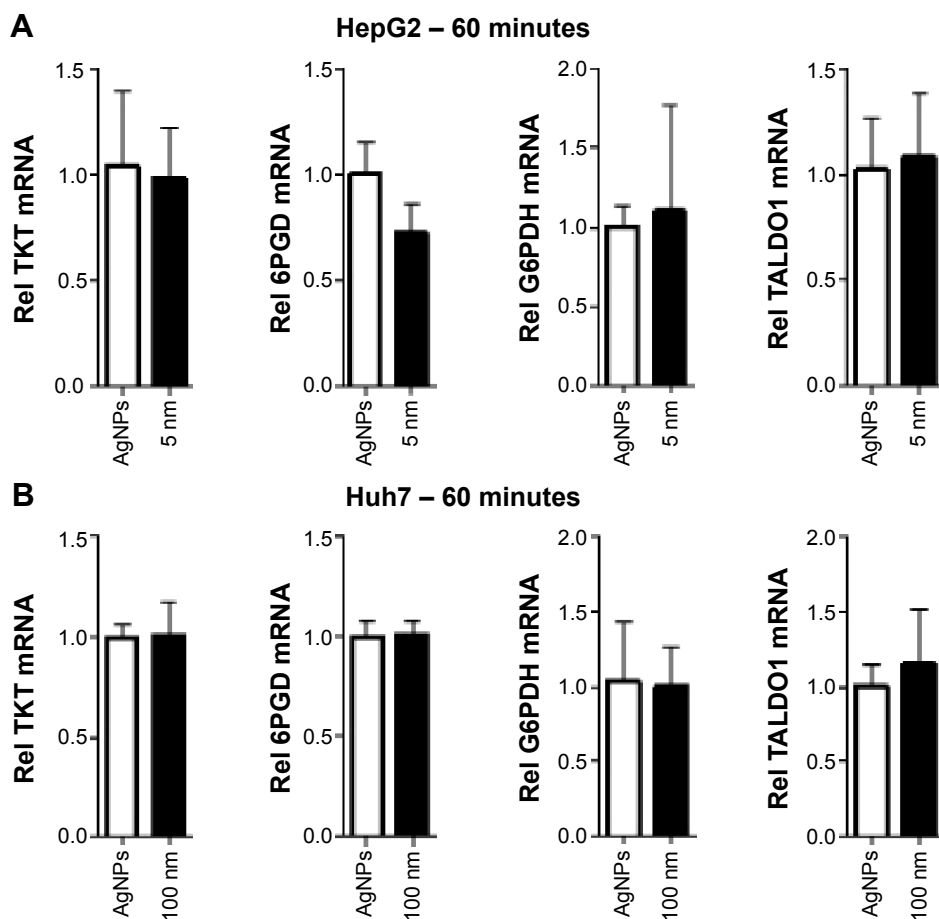 A
HepG2 – 60 minutes
Rel TKT mRNA
1.5
1.0
0.5
0.0
AgNPs
5 nm
Rel 6PGD mRNA
1.5
1.0
0.5
0.0
AgNPs
5 nm
Rel G6PDH mRNA
2.0
1.5
1.0
0.5
0.0
AgNPs
5 nm
Rel TALDO1 mRNA
1.5
1.0
0.5
0.0
AgNPs
5 nm
B
Huh7 – 60 minutes
Rel TKT mRNA
1.5
1.0
0.5
0.0
AgNPs
100 nm
Rel 6PGD mRNA
1.5
1.0
0.5
0.0
AgNPs
100 nm
Rel G6PDH mRNA
2.0
1.5
1.0
0.5
0.0
AgNPs
100 nm
Rel TALDO1 mRNA
2.0
1.5
1.0
0.5
0.0
AgNPs
100 nm